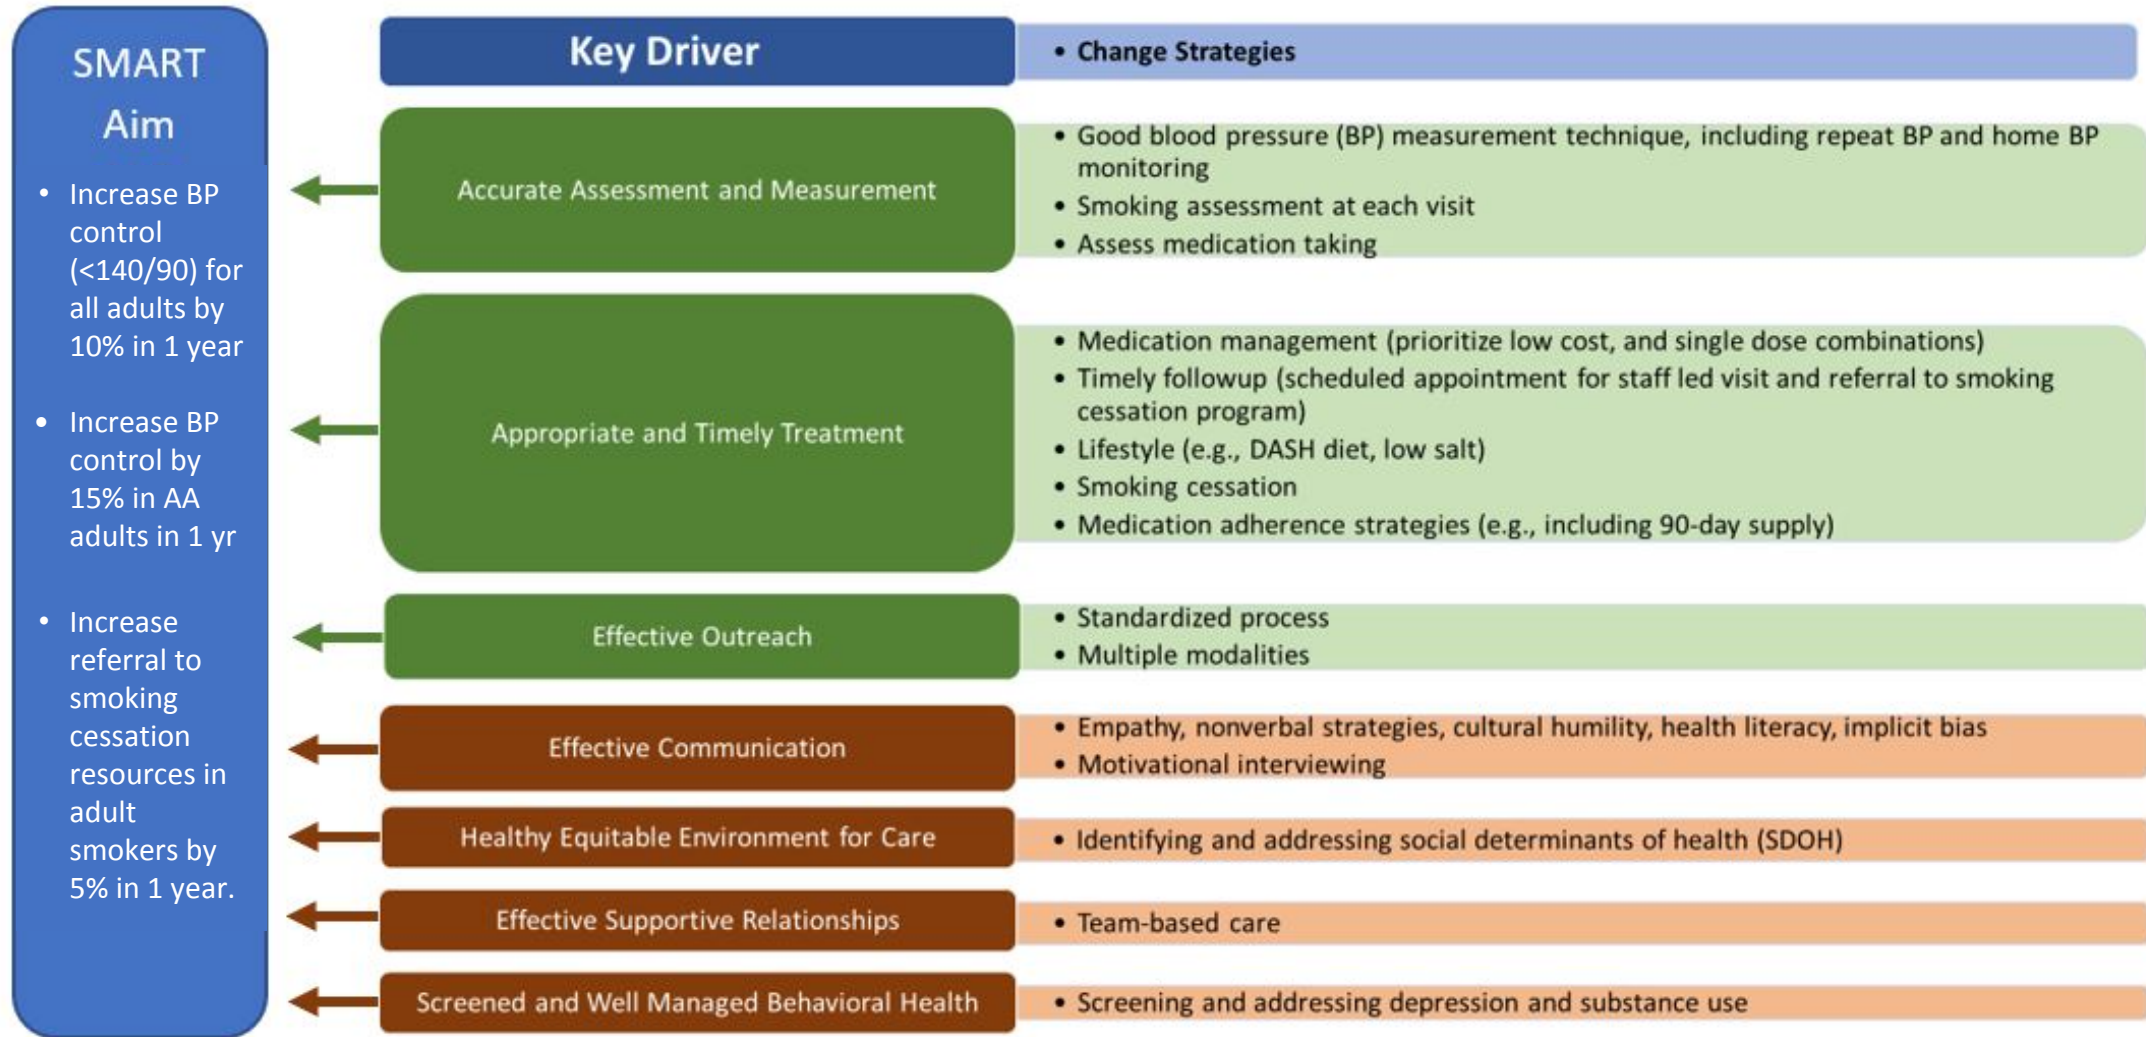 SMART
Aim
• Increase BP
control
(<140/90) for
all adults by
10% in 1 year
• Increase BP
control by
15% in AA
adults in 1 yr
• Increase
referral to
smoking
cessation
resources in
adult
smokers by
5% in 1 year.
Key Driver
• Change Strategies
Accurate Assessment and Measurement
• Good blood pressure (BP) measurement technique, including repeat BP and home BP
monitoring
• Smoking assessment at each visit
• Assess medication taking
Appropriate and Timely Treatment
• Medication management (prioritize low cost, and single dose combinations)
• Timely followup (scheduled appointment for staff led visit and referral to smoking
cessation program)
• Lifestyle (e.g., DASH diet, low salt)
• Smoking cessation
• Medication adherence strategies (e.g., including 90-day supply)
Effective Outreach
• Standardized process
• Multiple modalities
Effective Communication
• Empathy, nonverbal strategies, cultural humility, health literacy, implicit bias
• Motivational interviewing
Healthy Equitable Environment for Care
• Identifying and addressing social determinants of health (SDOH)
Effective Supportive Relationships
• Team-based care
Screened and Well Managed Behavioral Health
• Screening and addressing depression and substance use